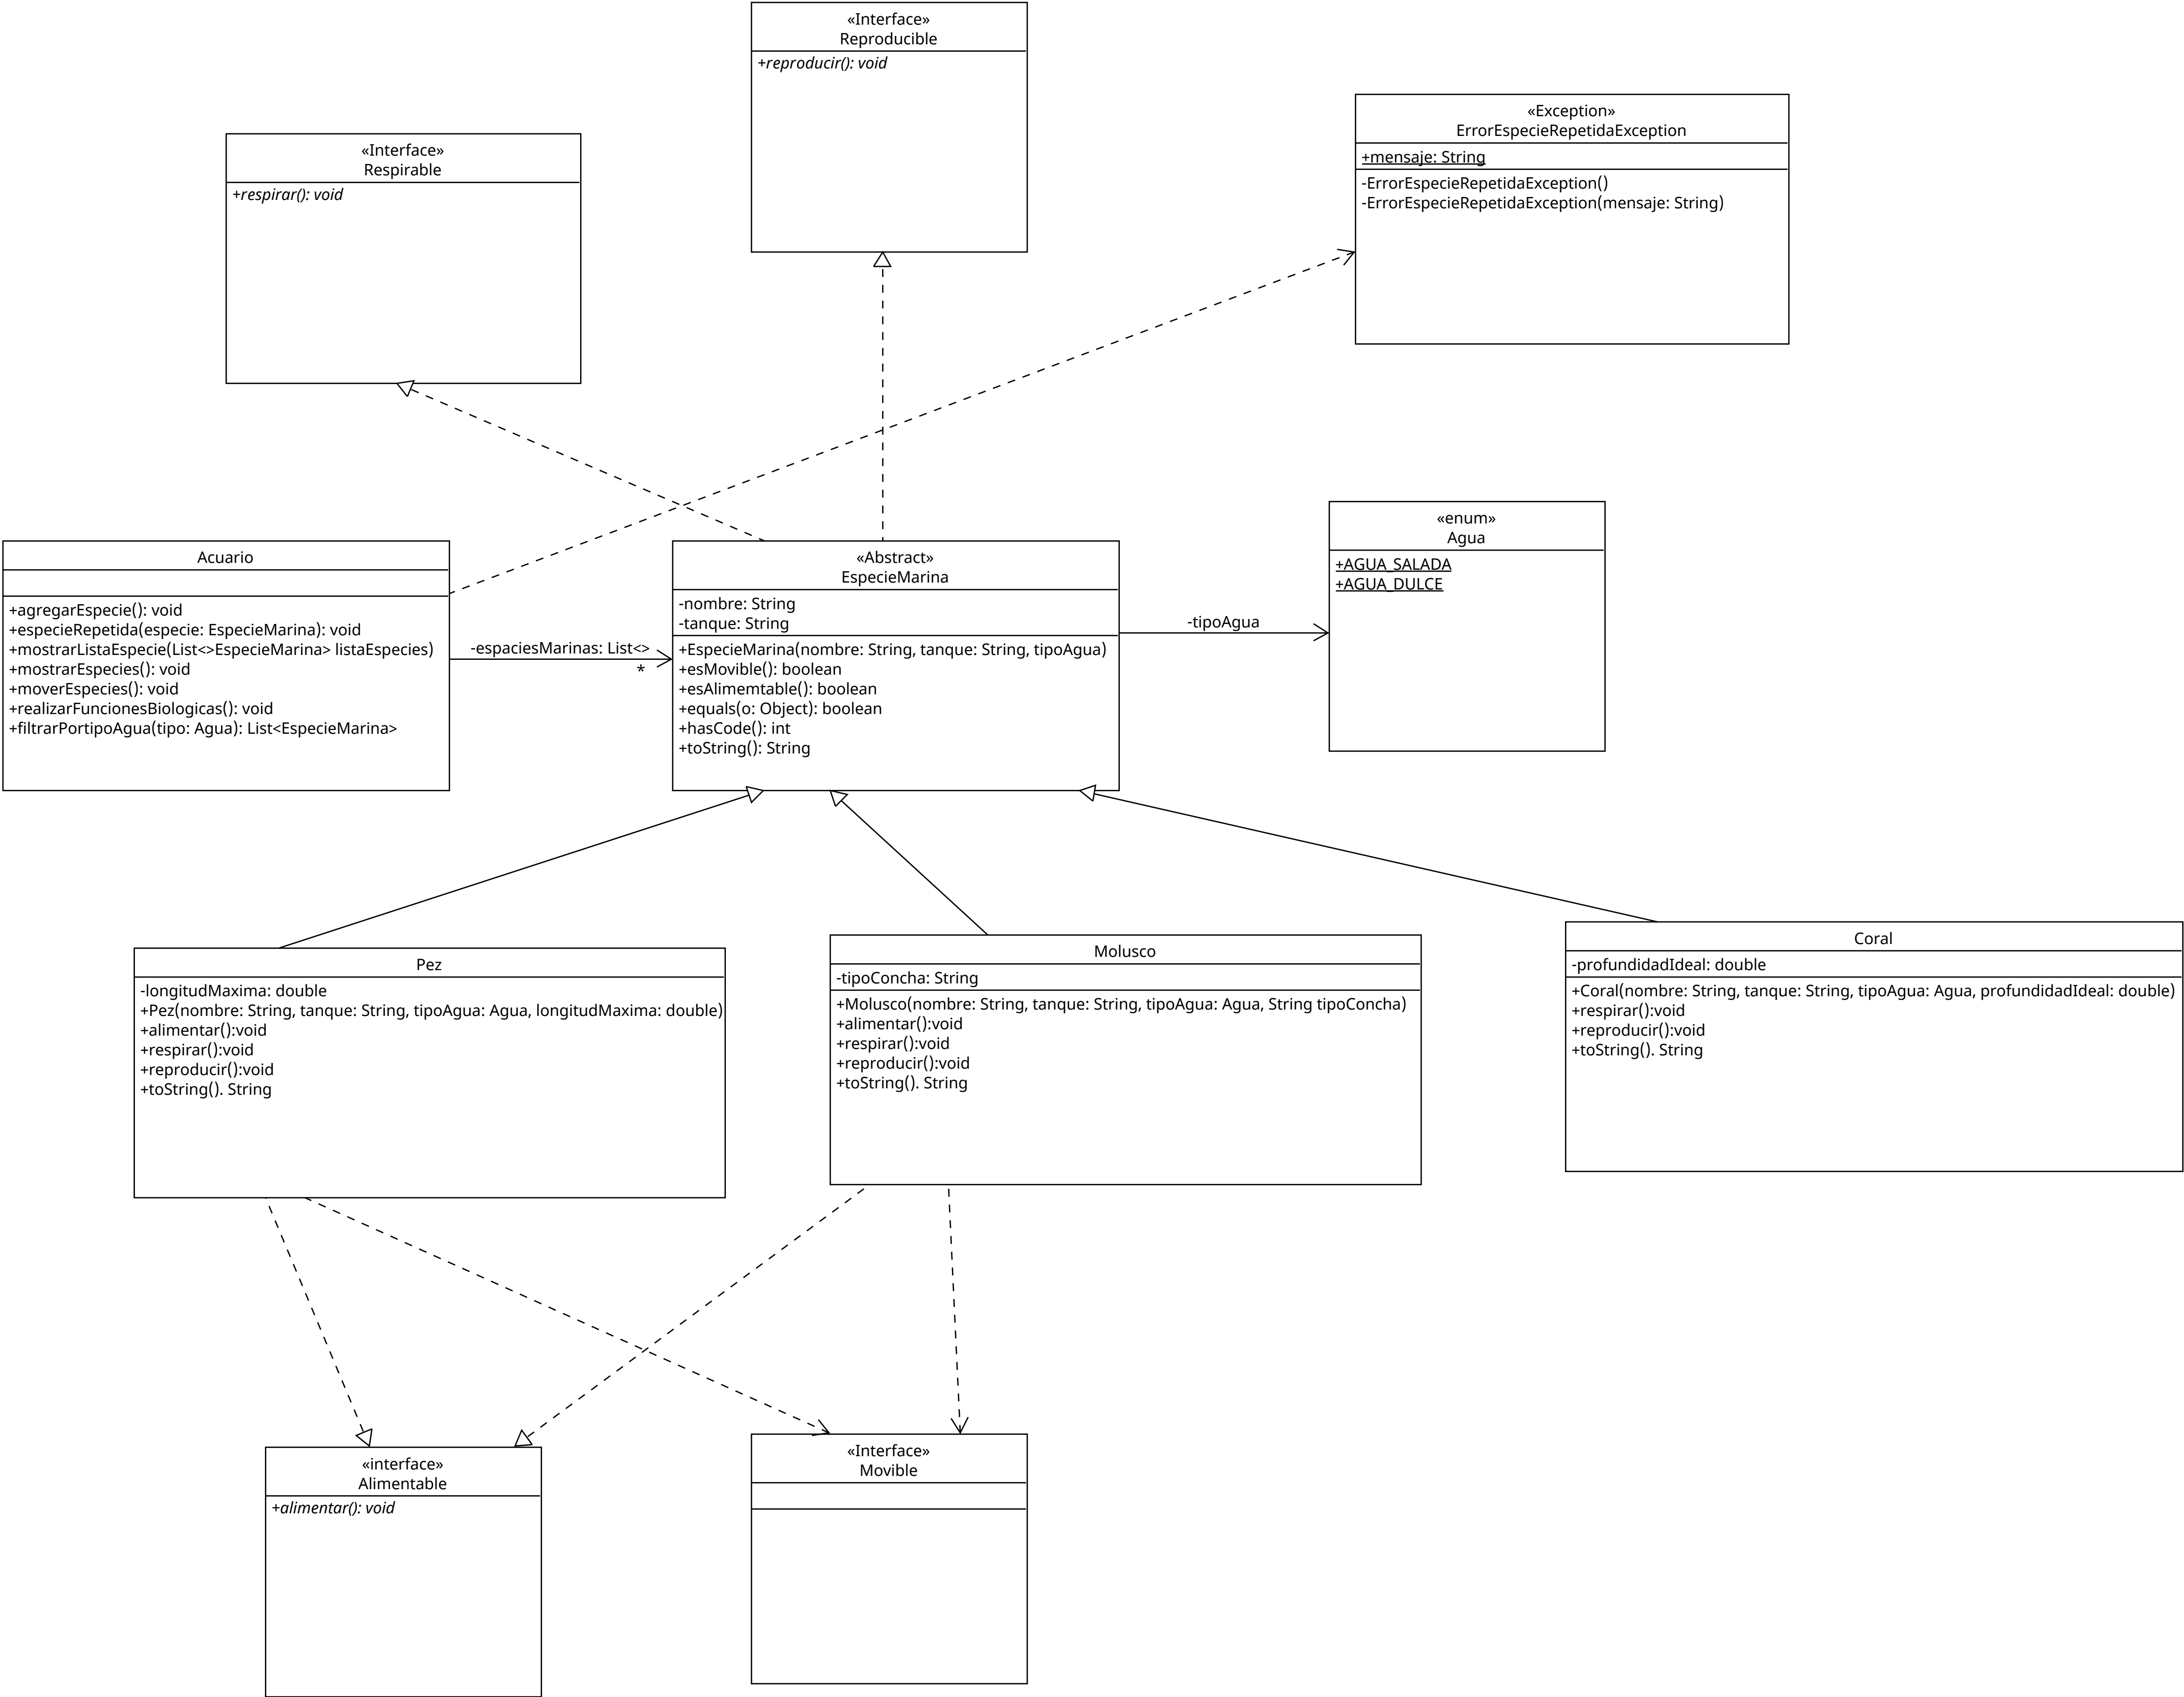 «Interface»
Reproducible
+reproducir(): void
«Exception»
ErrorEspecieRepetidaException
+mensaje: String
-ErrorEspecieRepetidaException()
-ErrorEspecieRepetidaException(mensaje: String)
«Interface»
Respirable
+respirar(): void
Acuario
+agregarEspecie(): void
+especieRepetida(especie: EspecieMarina): void
+mostrarListaEspecie(List<>EspecieMarina> listaEspecies)
+mostrarEspecies(): void
+moverEspecies(): void
+realizarFuncionesBiologicas(): void
+filtrarPortipoAgua(tipo: Agua): List<EspecieMarina>
-espaciesMarinas: List<>
*
«Abstract»
EspecieMarina
-nombre: String
-tanque: String
+EspecieMarina(nombre: String, tanque: String, tipoAgua)
+esMovible(): boolean
+esAlimemtable(): boolean
+equals(o: Object): boolean
+hasCode(): int
+toString(): String
-tipoAgua
«enum»
Agua
+AGUA_SALADA
+AGUA_DULCE
Pez
-longitudMaxima: double
+Pez(nombre: String, tanque: String, tipoAgua: Agua, longitudMaxima: double)
+alimentar():void
+respirar():void
+reproducir():void
+toString(). String
Molusco
-tipoConcha: String
+Molusco(nombre: String, tanque: String, tipoAgua: Agua, String tipoConcha)
+alimentar():void
+respirar():void
+reproducir():void
+toString(). String
Coral
-profundidadIdeal: double
+Coral(nombre: String, tanque: String, tipoAgua: Agua, profundidadIdeal: double)
+respirar():void
+reproducir():void
+toString(). String
«interface»
Alimentable
+alimentar(): void
«Interface»
Movible